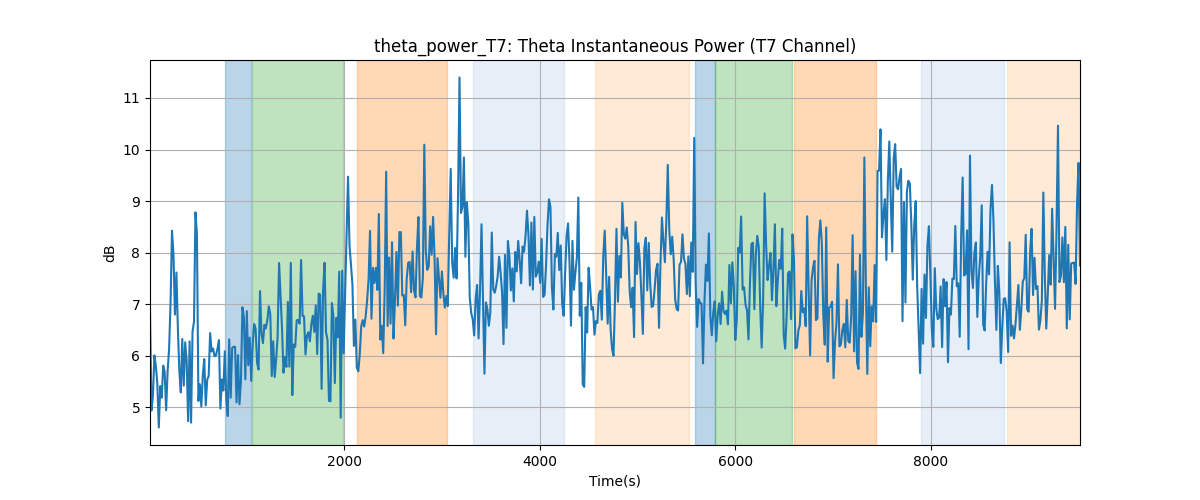 theta_power_T7: Theta Instantaneous Power (T7 Channel)
11
10
9
8
7
6
5
dB
2000 4000 6000 8000
Time(s)